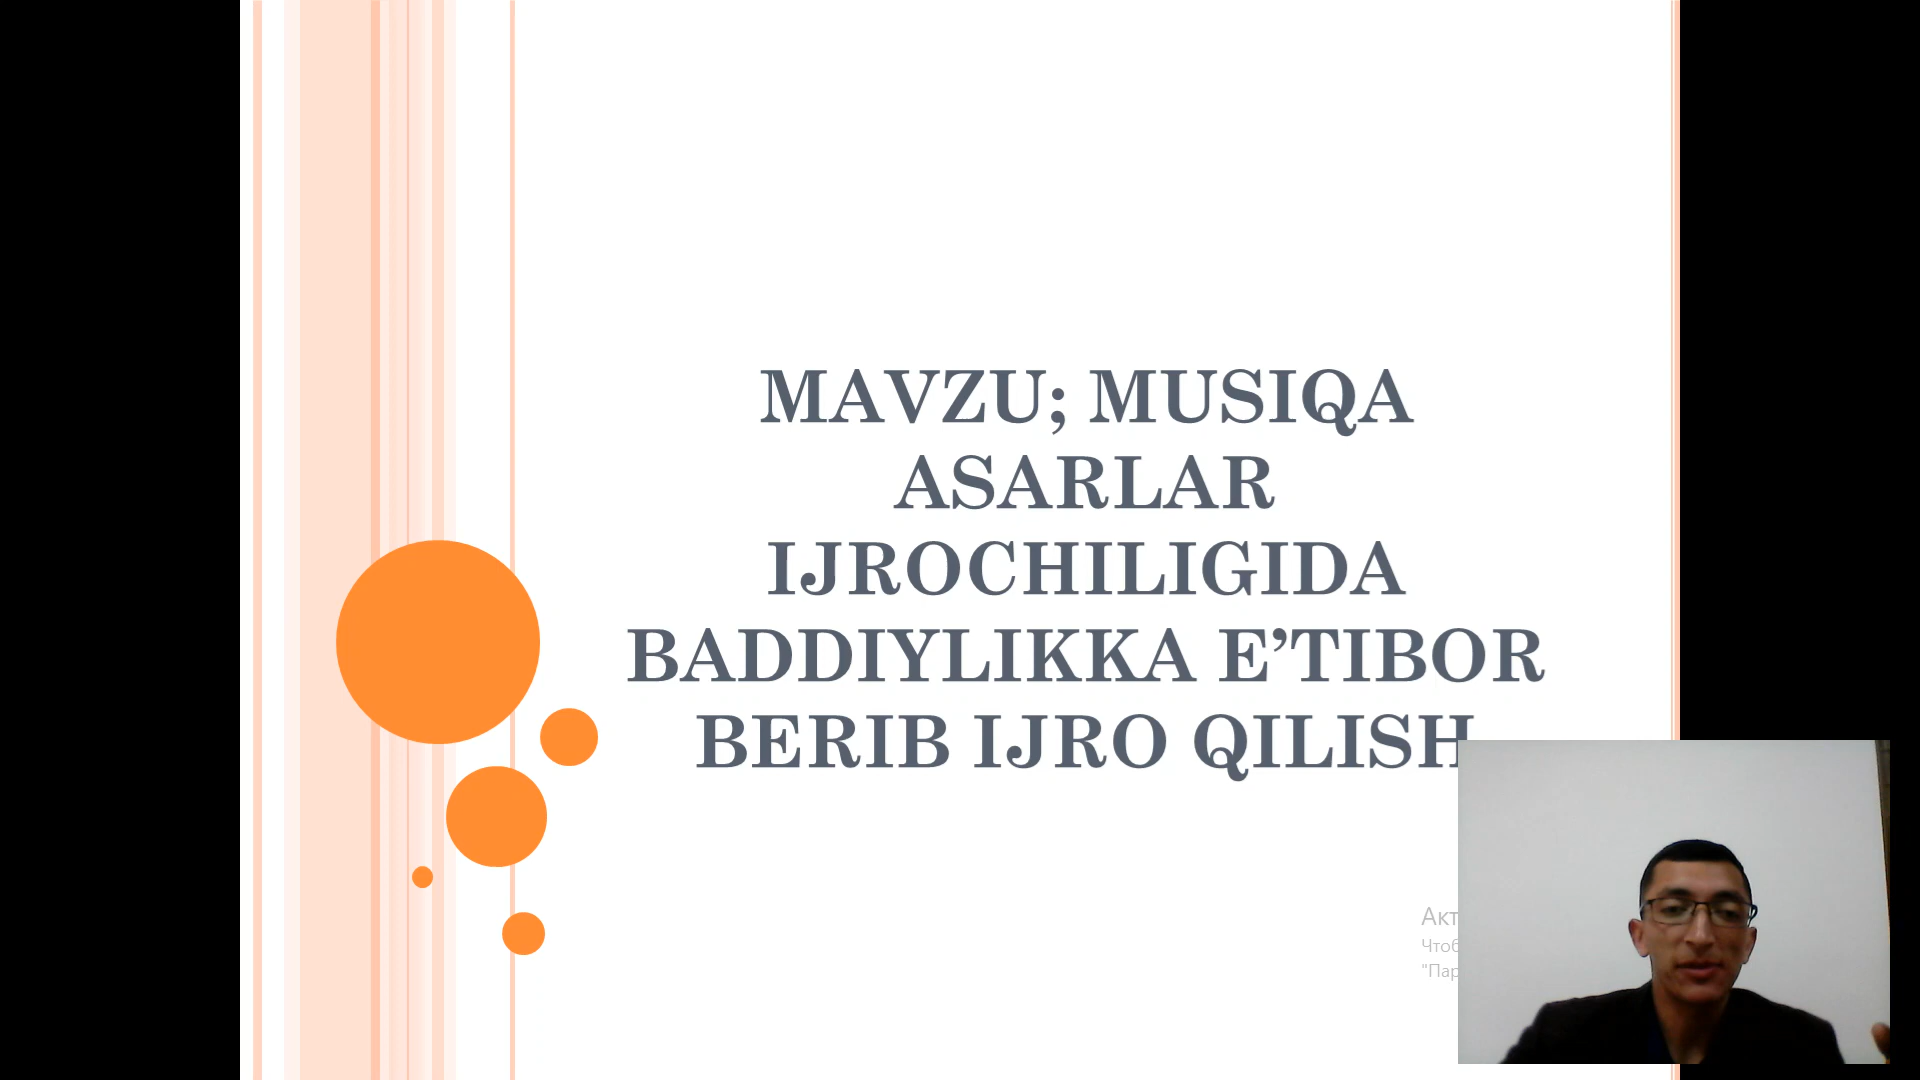 MAVZU; MUSIQA
ASARLAR
IJROCHILIGIDA
BADDIYLIKKA E’TIBOR
BERIB IJRO QILISH